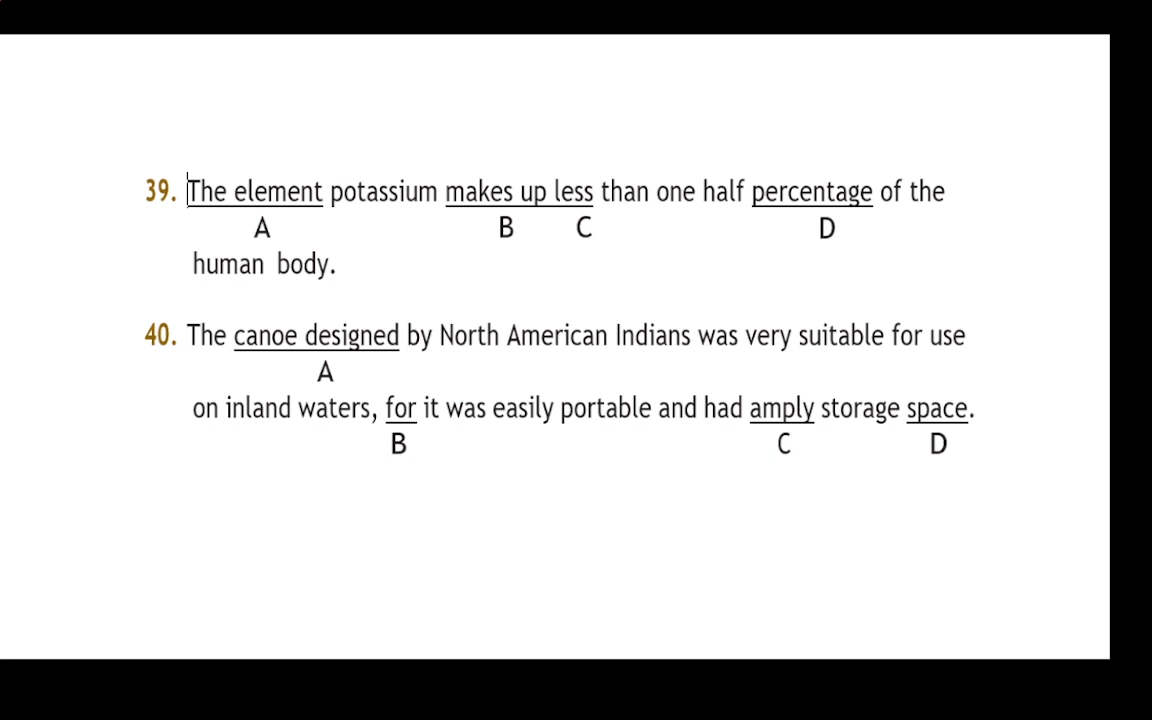 39. The element potassium makes up less than one half percentage of the
A B C D
human body.
40. The canoe designed by North American Indians was very suitable for use
A
on inland waters, for it was easily portable and had amply storage space.
B C D